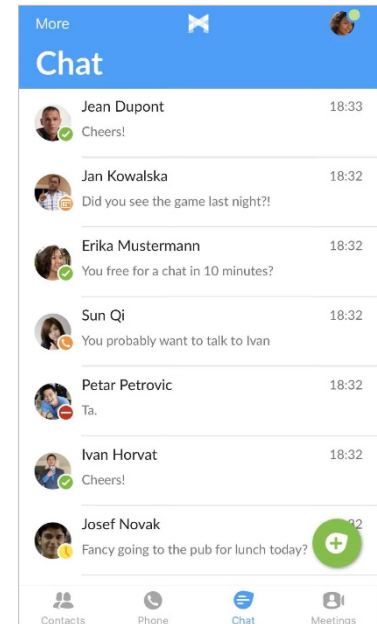 More
Chat
Jean Dupont 18:33
Cheers!
Jan Kowalska 18:32
Did you see the game last night?!
Erika Mustermann 18:32
You free for a chat in 10 minutes?
Sun Qi 18:32
You probably want to talk to Ivan
Petar Petrovic 18:32
Ta.
Ivan Horvat 18:32
Cheers!
Josef Novak
Fancy going to the pub for lunch today?
Contacts Phone Chat Meetings